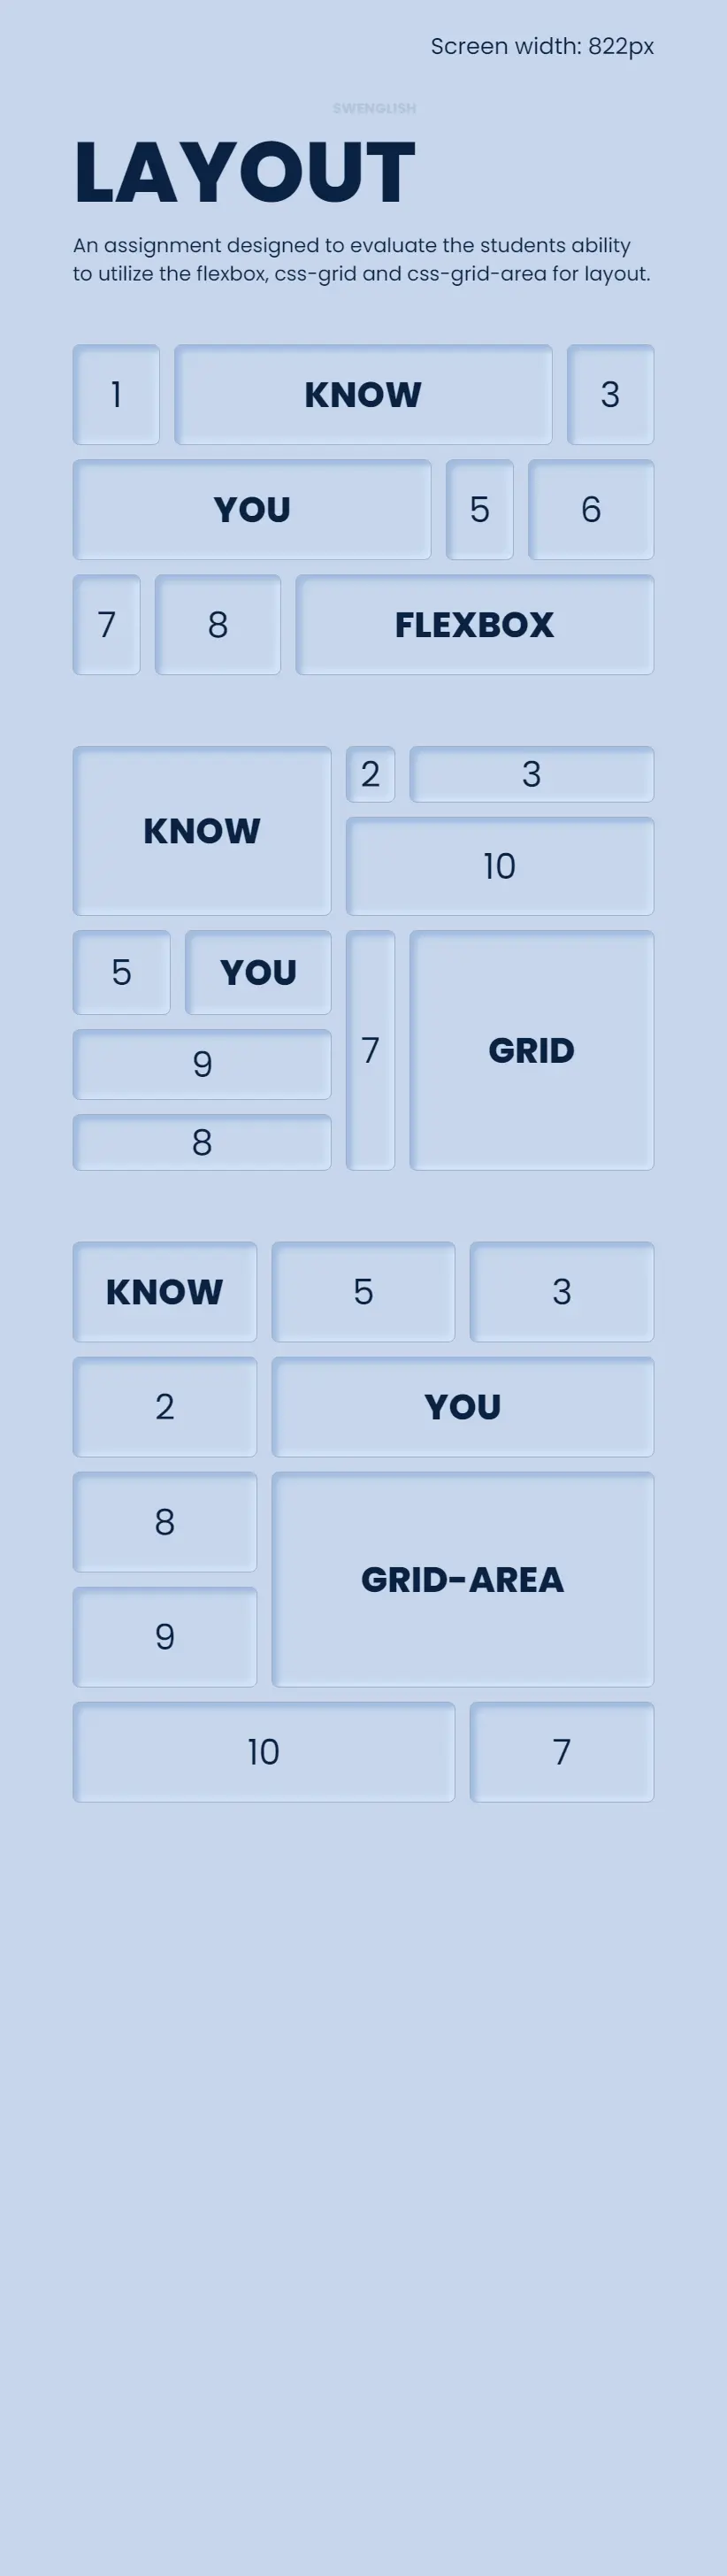 Screen width: 822px
SWENGLISH
LAYOUT
An assignment designed to evaluate the students ability
to utilize the flexbox, css-grid and css-grid-area for layout.
1 KNOW 3
YOU 5 6
7 8 FLEXBOX
KNOW 2 3
10
5 YOU 7 GRID
9
8
KNOW 5 3
2 YOU
8 GRID-AREA
9
10 7